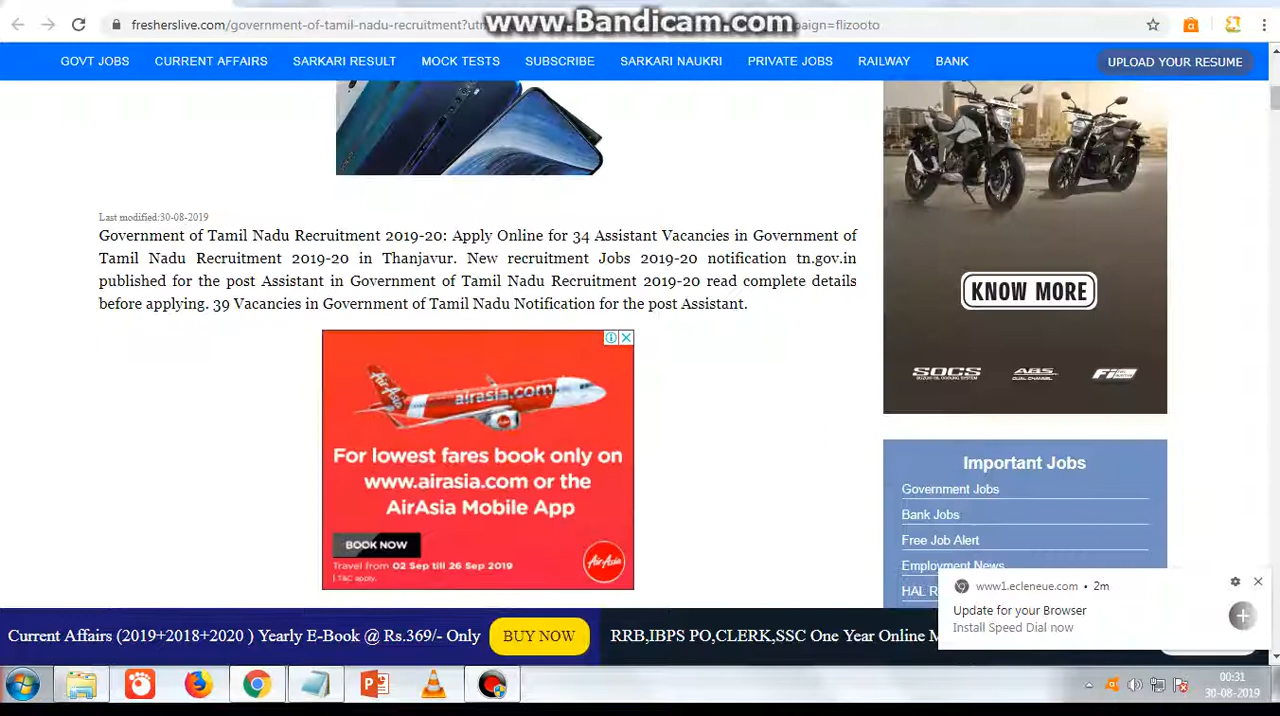 www.Bandicam.com
fresherslive.com/government-of-tamil-nadu-recruitment?ut
paign=flizooto
GOVT JOBS CURRENT AFFAIRS SARKARI RESULT MOCK TESTS SUBSCRIBE SARKARI NAUKRI PRIVATE JOBS RAILWAY BANK UPLOAD YOUR RESUME
Last modified:30-08-2019
Government of Tamil Nadu Recruitment 2019-20: Apply Online for 34 Assistant Vacancies in Government of
Tamil Nadu Recruitment 2019-20 in Thanjavur. New recruitment Jobs 2019-20 notification tn.gov.in
published for the post Assistant in Government of Tamil Nadu Recruitment 2019-20 read complete details
before applying. 39 Vacancies in Government of Tamil Nadu Notification for the post Assistant.
AirAsia
airasia.com
For lowest fares book only on
www.airasia.com or the
AirAsia Mobile App
BOOK NOW
Travel from 02 Sep till 26 Sep 2019
T&C apply.
AirAsia
KNOW MORE
SOCS
ABS
DUAL CHANNEL
Fi
Important Jobs
Government Jobs
Bank Jobs
Free Job Alert
Employment News
HAL R
www1.ecleneue.com • 2m
Update for your Browser
Install Speed Dial now
Current Affairs (2019+2018+2020 ) Yearly E-Book @ Rs.369/- Only BUY NOW RRB,IBPS PO,CLERK,SSC One Year Online M
00:31
30-08-2019